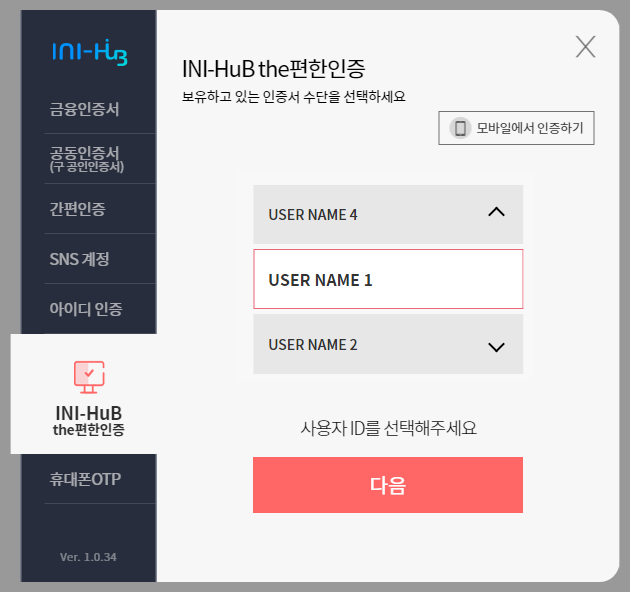 INI-HUB
금융인증서
공동인증서
(구 공인인증서)
간편인증
SNS 계정
아이디 인증
INI-HuB
the편한인증
휴대폰OTP
Ver. 1.0.34
INI-HuB the편한인증
보유하고 있는 인증서 수단을 선택하세요
모바일에서 인증하기
USER NAME 4
USER NAME 1
USER NAME 2
사용자 ID를 선택해주세요
다음